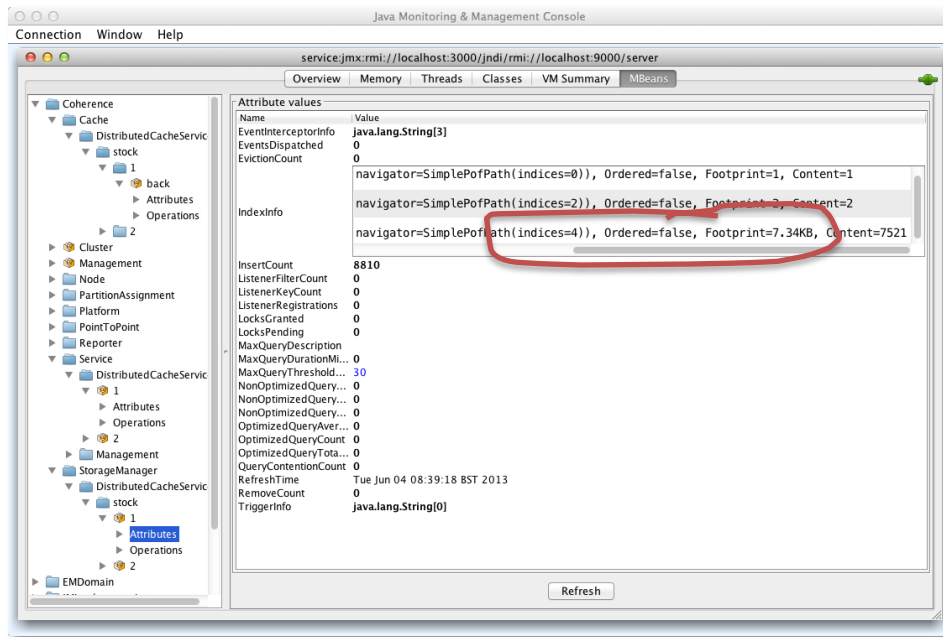 Java Monitoring & Management Console
Connection Window Help
service:jmx:rmi://localhost:3000/jndi/rmi://localhost:9000/server
Overview Memory Threads Classes VM Summary MBeans
Coherence
Cache
DistributedCacheServic
stock
1
back
Attributes
Operations
2
Cluster
Management
Node
PartitionAssignment
Platform
PointToPoint
Reporter
Service
DistributedCacheServic
1
Attributes
Operations
2
Management
StorageManager
DistributedCacheServic
stock
1
Attributes
Operations
2
EMDomain
Attribute values
Name Value
EventInterceptorInfo java.lang.String[3]
EventsDispatched 0
EvictionCount 0
IndexInfo
navigator=SimplePofPath(indices=0)), Ordered=false, Footprint=1, Content=1
navigator=SimplePofPath(indices=2)), Ordered=false, Footprint=2, Content=2
navigator=SimplePofPath(indices=4)), Ordered=false, Footprint=7.34KB, Content=7521
InsertCount 8810
ListenerFilterCount 0
ListenerKeyCount 0
ListenerRegistrations 0
LocksGranted 0
LocksPending 0
MaxQueryDescription
MaxQueryDurationMi... 0
MaxQueryThreshold... 30
NonOptimizedQuery... 0
NonOptimizedQuery... 0
NonOptimizedQuery... 0
OptimizedQueryAver... 0
OptimizedQueryCount 0
OptimizedQueryTota... 0
QueryContentionCount 0
RefreshTime Tue Jun 04 08:39:18 BST 2013
RemoveCount 0
TriggerInfo java.lang.String[0]
Refresh